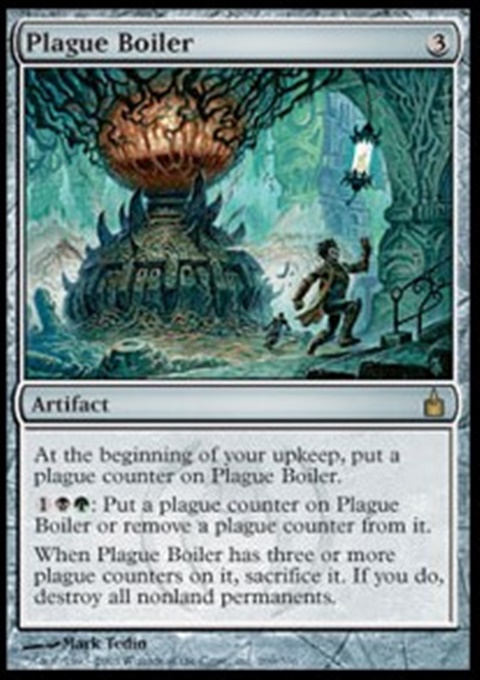 Plague Boiler 3
Artifact
At the beginning of your upkeep, put a
plague counter on Plague Boiler.
1: Put a plague counter on Plague
Boiler or remove a plague counter from it.
When Plague Boiler has three or more
plague counters on it, sacrifice it. If you do,
destroy all nonland permanents.
Mark Tedin